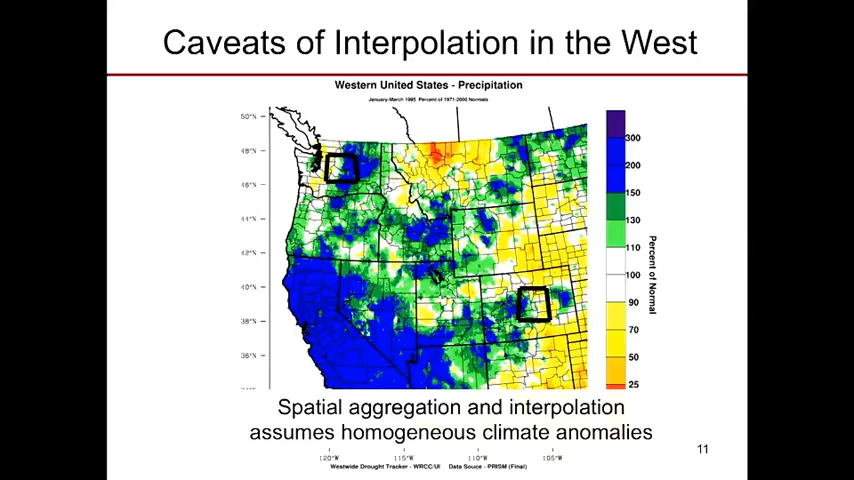 Caveats of Interpolation in the West
Western United States - Precipitation
January-March 1995 Percent of 1971-2000 Normals
50°N
48°N
46°N
44°N
42°N
40°N
38°N
36°N
300
200
150
130
110
100
90
70
50
25
Percent of Normal
Spatial aggregation and interpolation
assumes homogeneous climate anomalies
11
120°W 115°W 110°W 105°W
Westwide Drought Tracker - WRCC/UI Data Souce - PRISM (Final)